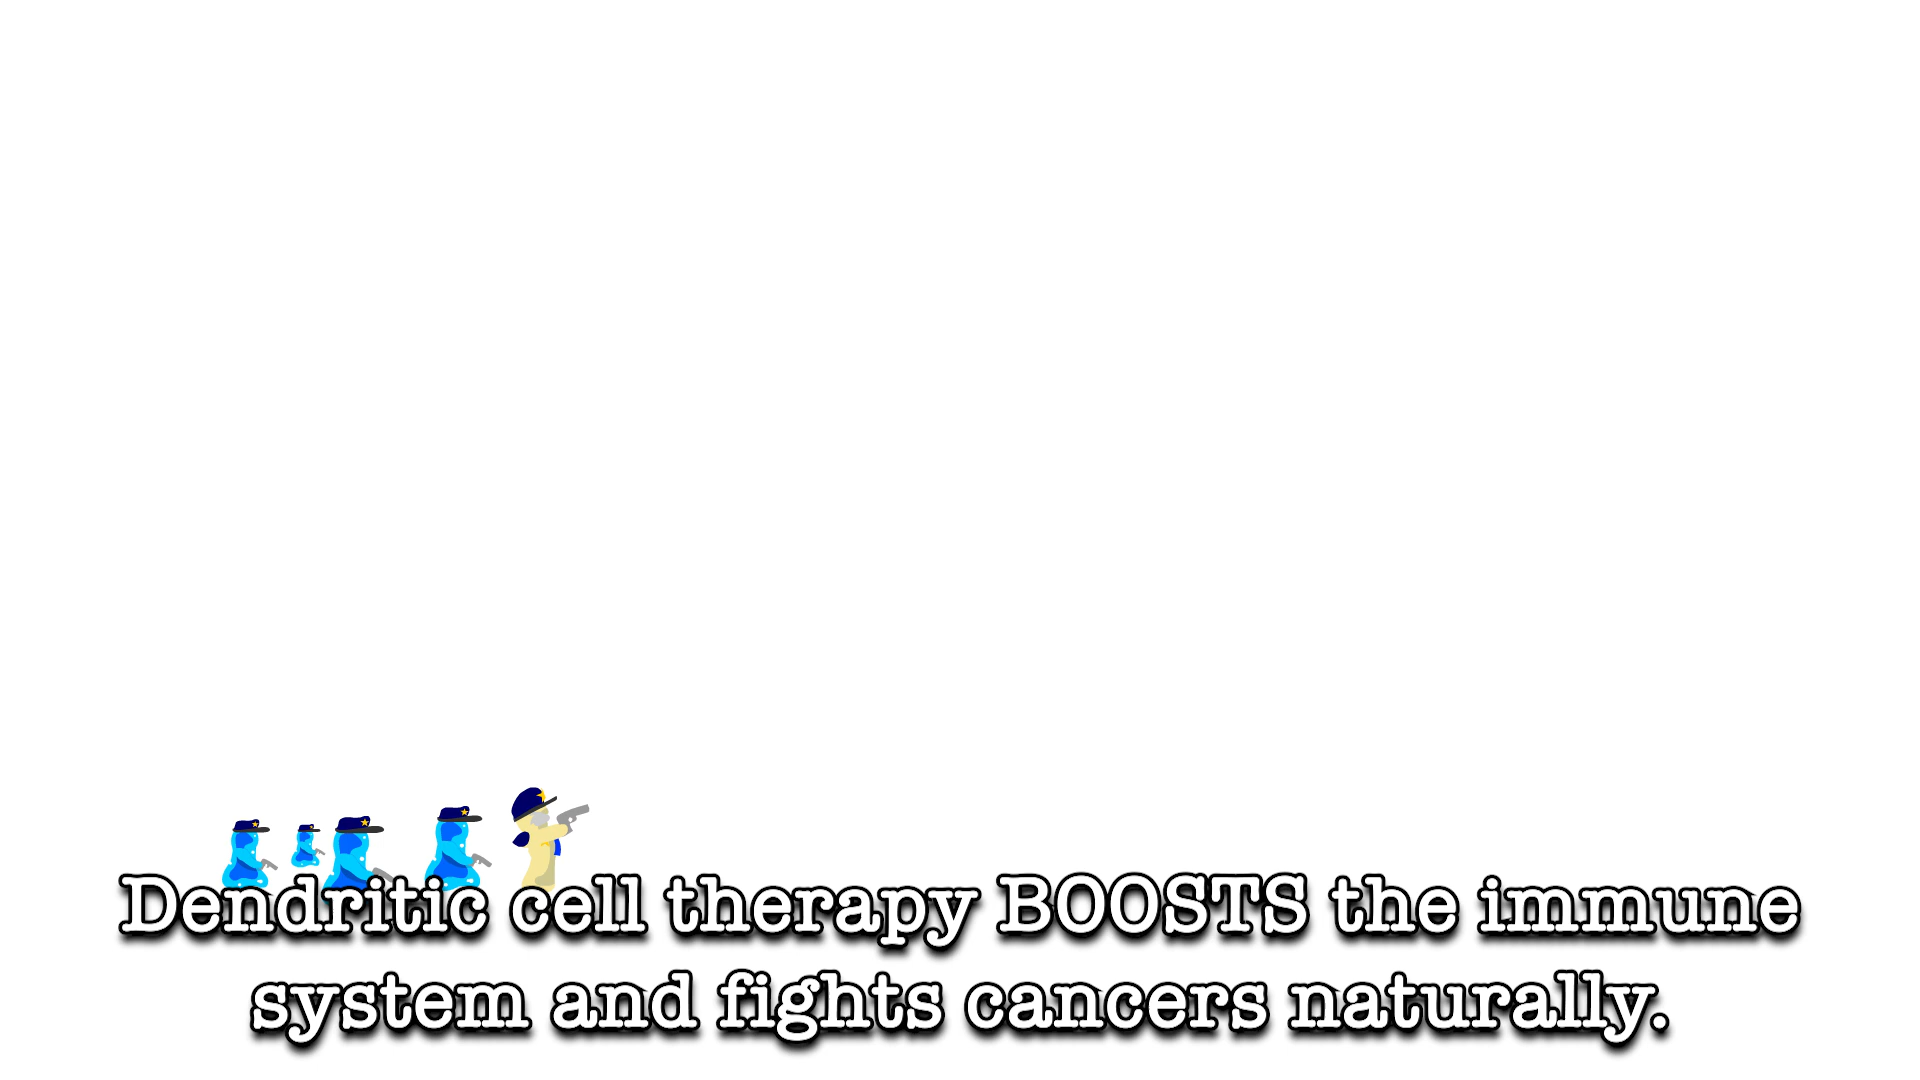 Dendritic cell therapy BOOSTS the immune
system and fights cancers naturally.